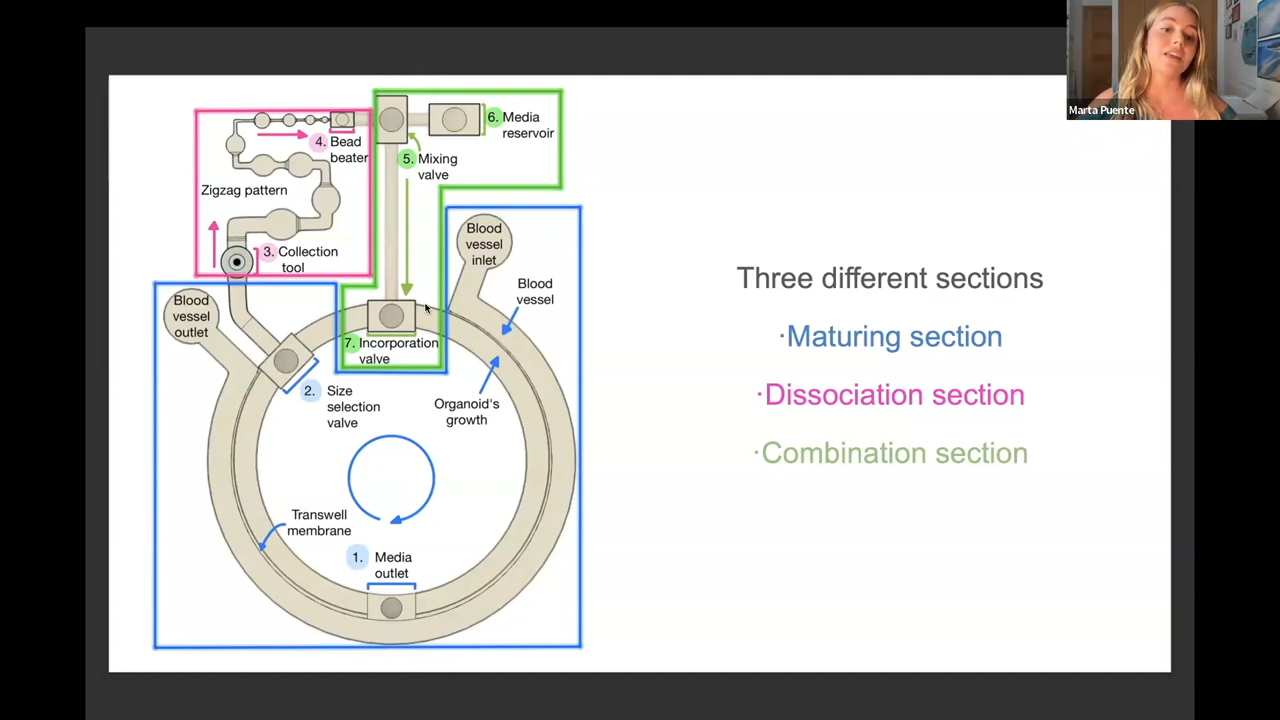 Marta Puente
6. Media
reservoir
4. Bead
beater
5. Mixing
valve
Zigzag pattern
3. Collection
tool
Blood
vessel
inlet
Blood
vessel
Blood
vessel
outlet
7. Incorporation
valve
2. Size
selection
valve
Organoid's
growth
Transwell
membrane
1. Media
outlet
Three different sections
·Maturing section
·Dissociation section
·Combination section